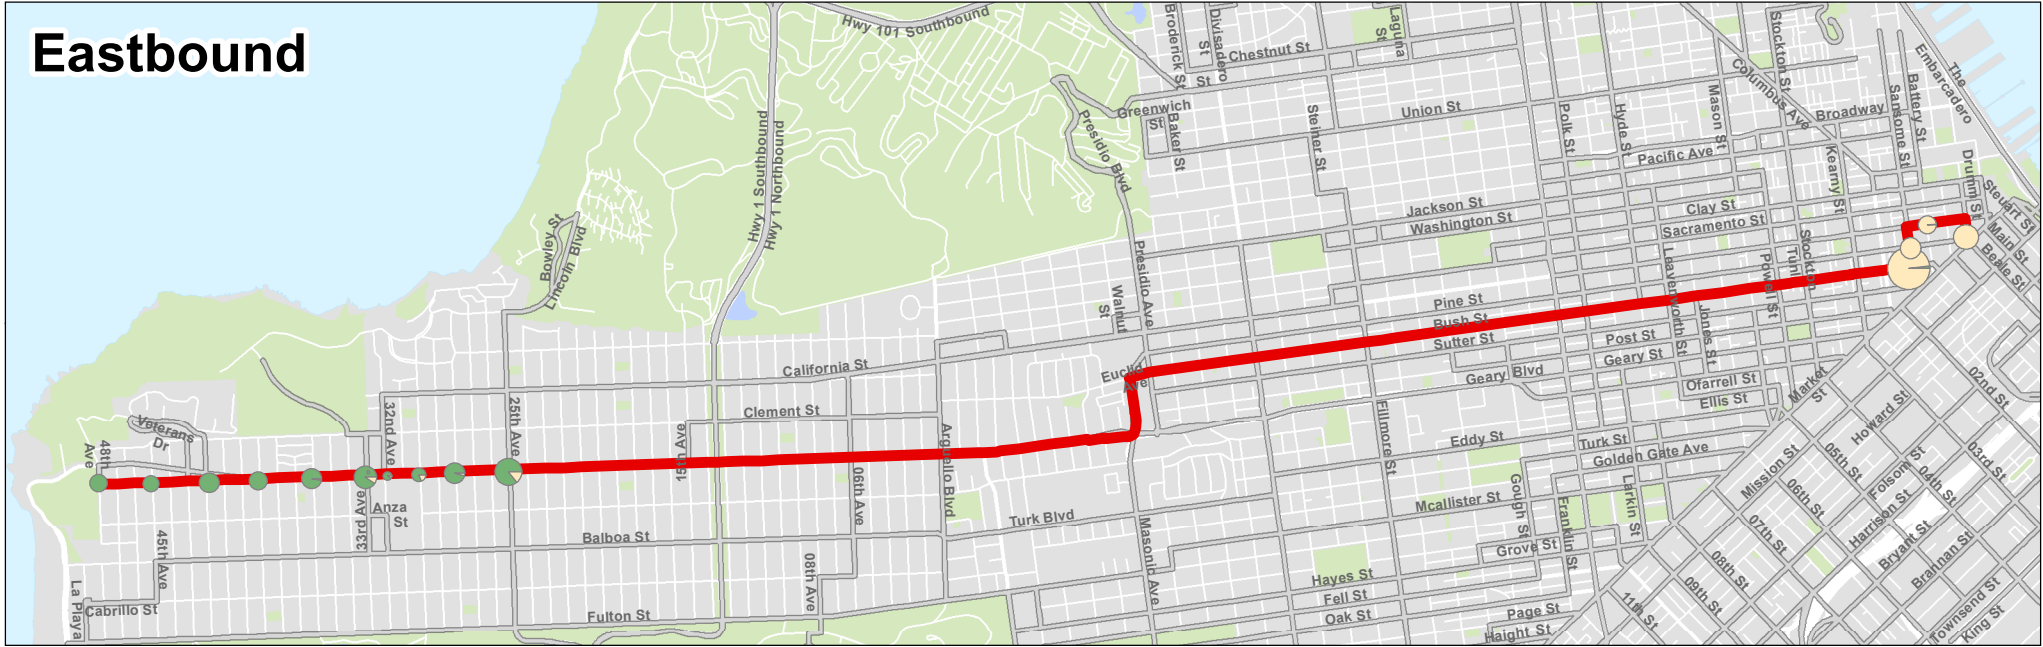 Eastbound
Hwy 101 Southbound
Broderick St
Divisadero
St
Chestnut St
St
Laguna
St
Stockton St
Columbus Ave
The
Embarcadero
Greenwich
St
Baker St
Presidio Blvd
Steiner St
Union St
Polk St
Hyde St
Mason St
Broadway
Sansome St
Battery St
Pacific Ave
Kearny St
Drumm St
Hwy 1 Southbound
Hwy 1 Northbound
Bowley St
Lincoln Blvd
Jackson St
Washington St
Clay St
Sacramento St
Steuart St
Main St
Beale St
Presidio Ave
Walnut
St
Leavenworth St
Powell St
Stockton
Tunl
Pine St
Bush St
Sutter St
Jones St
Post St
Geary St
Geary Blvd
Euclid
Ave
California St
Clement St
Ofarrell St
Ellis St
Market
St
Howard St
02nd St
Veterans
Dr
48th
Ave
32nd Ave
25th Ave
15th Ave
Arguello Blvd
06th Ave
Fillmore St
Eddy St
Turk St
Golden Gate Ave
Mission St
05th St
Folsom St
04th St
03rd St
33rd Ave
Anza
St
45th Ave
Balboa St
Turk Blvd
Masonic Ave
Mcallister St
Gough St
Franklin St
Larkin St
06th St
07th St
Harrison St
Bryant St
Brannan St
08th Ave
Grove St
Hayes St
Fell St
Oak St
Page St
Haight St
08th St
09th St
11th St
Townsend St
King St
La Playa
Cabrillo St
Fulton St